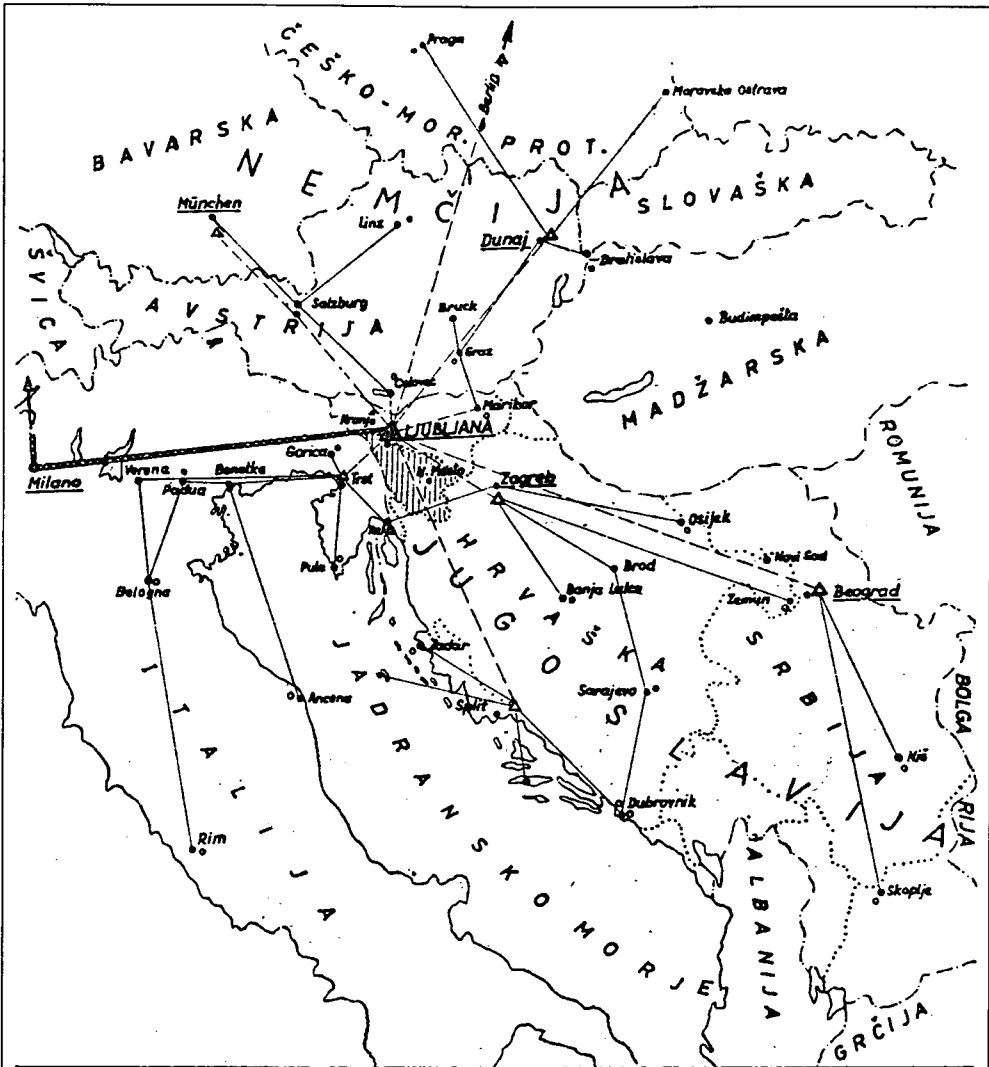 Praga
Berlin
Moravska Ostrava
ČEŠKO-MOR. PROT.
BAVARSKA
NEMČIJA
SLOVAŠKA
München
Linz
Dunaj
Bratislava
ŠVICA
AVSTRIJA
Salzburg
Bruck
Budimpešta
Graz
MADŽARSKA
Celovec
Maribor
Kranj
LJUBLJANA
ROMUNIJA
Gorica
Milano
Verona
Benetke
Padua
Trst
N. Mesto
Zagreb
Osijek
Reka
Pula
Novi Sad
Bologna
Brod
Banja Luka
Zemun
Beograd
JUGOSLAVIJA
HRVAŠKA
SRBIJA
Zadar
Sarajevo
Ancona
Split
BOLGARIJA
Niš
ITALIJA
JADRANSKO MORJE
Dubrovnik
Rim
Skoplje
ALBANIJA
GRČIJA